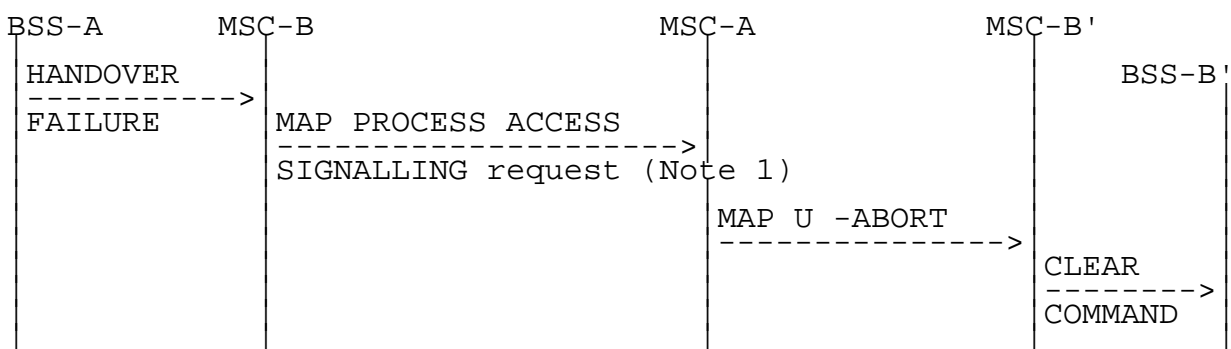 BSS-A MSC-B MSC-A MSC-B'
HANDOVER BSS-B'
----------->
FAILURE MAP PROCESS ACCESS
--------------------->
SIGNALLING request (Note 1)
MAP U -ABORT
--------------->
CLEAR
-------->
COMMAND